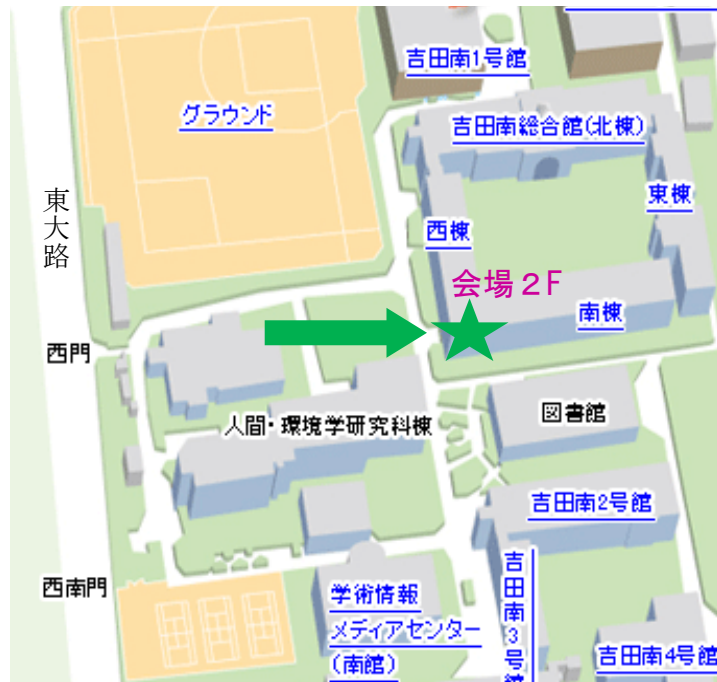 吉田南1号館
グラウンド
吉田南総合館(北棟)
東棟
東大路
西棟
会場２F
南棟
西門
図書館
人間・環境学研究科棟
吉田南2号館
西南門
学術情報
メディアセンター
(南館)
吉田南3号館
吉田南4号館